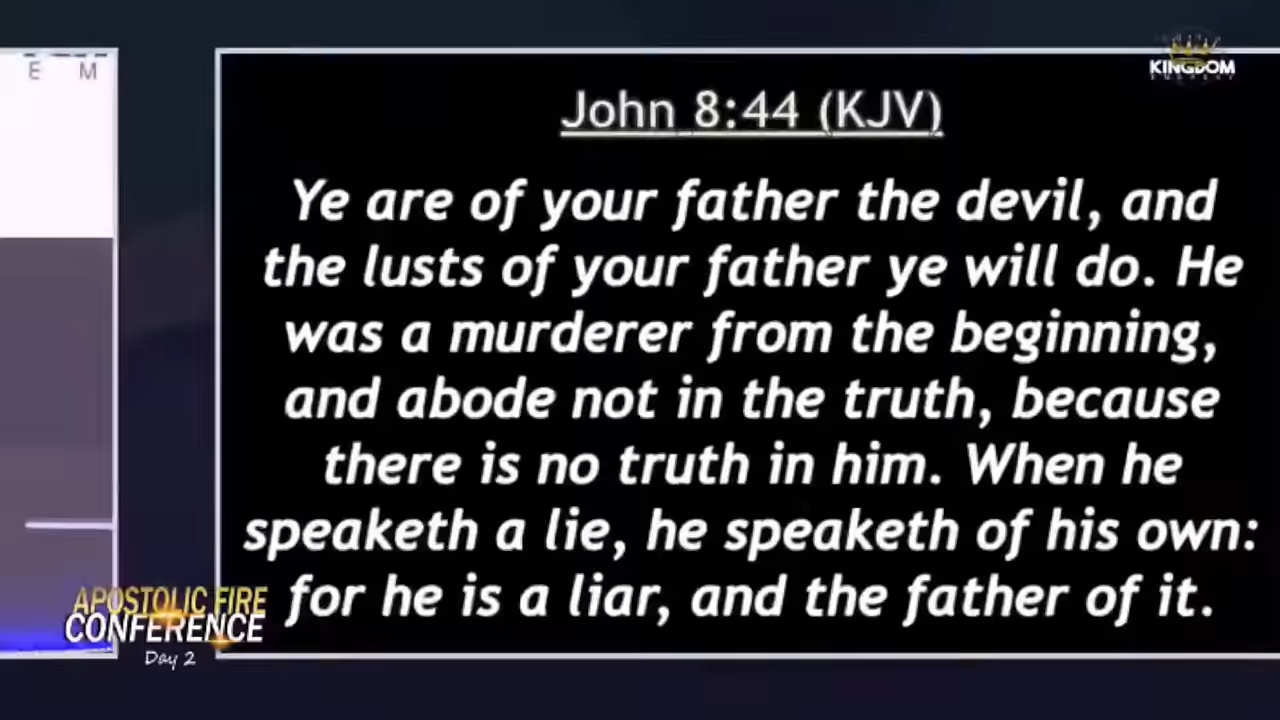 E M
KINGDOM
John 8:44 (KJV)
Ye are of your father the devil, and
the lusts of your father ye will do. He
was a murderer from the beginning,
and abode not in the truth, because
there is no truth in him. When he
speaketh a lie, he speaketh of his own:
for he is a liar, and the father of it.
APOSTOLIC FIRE
CONFERENCE
Day 2